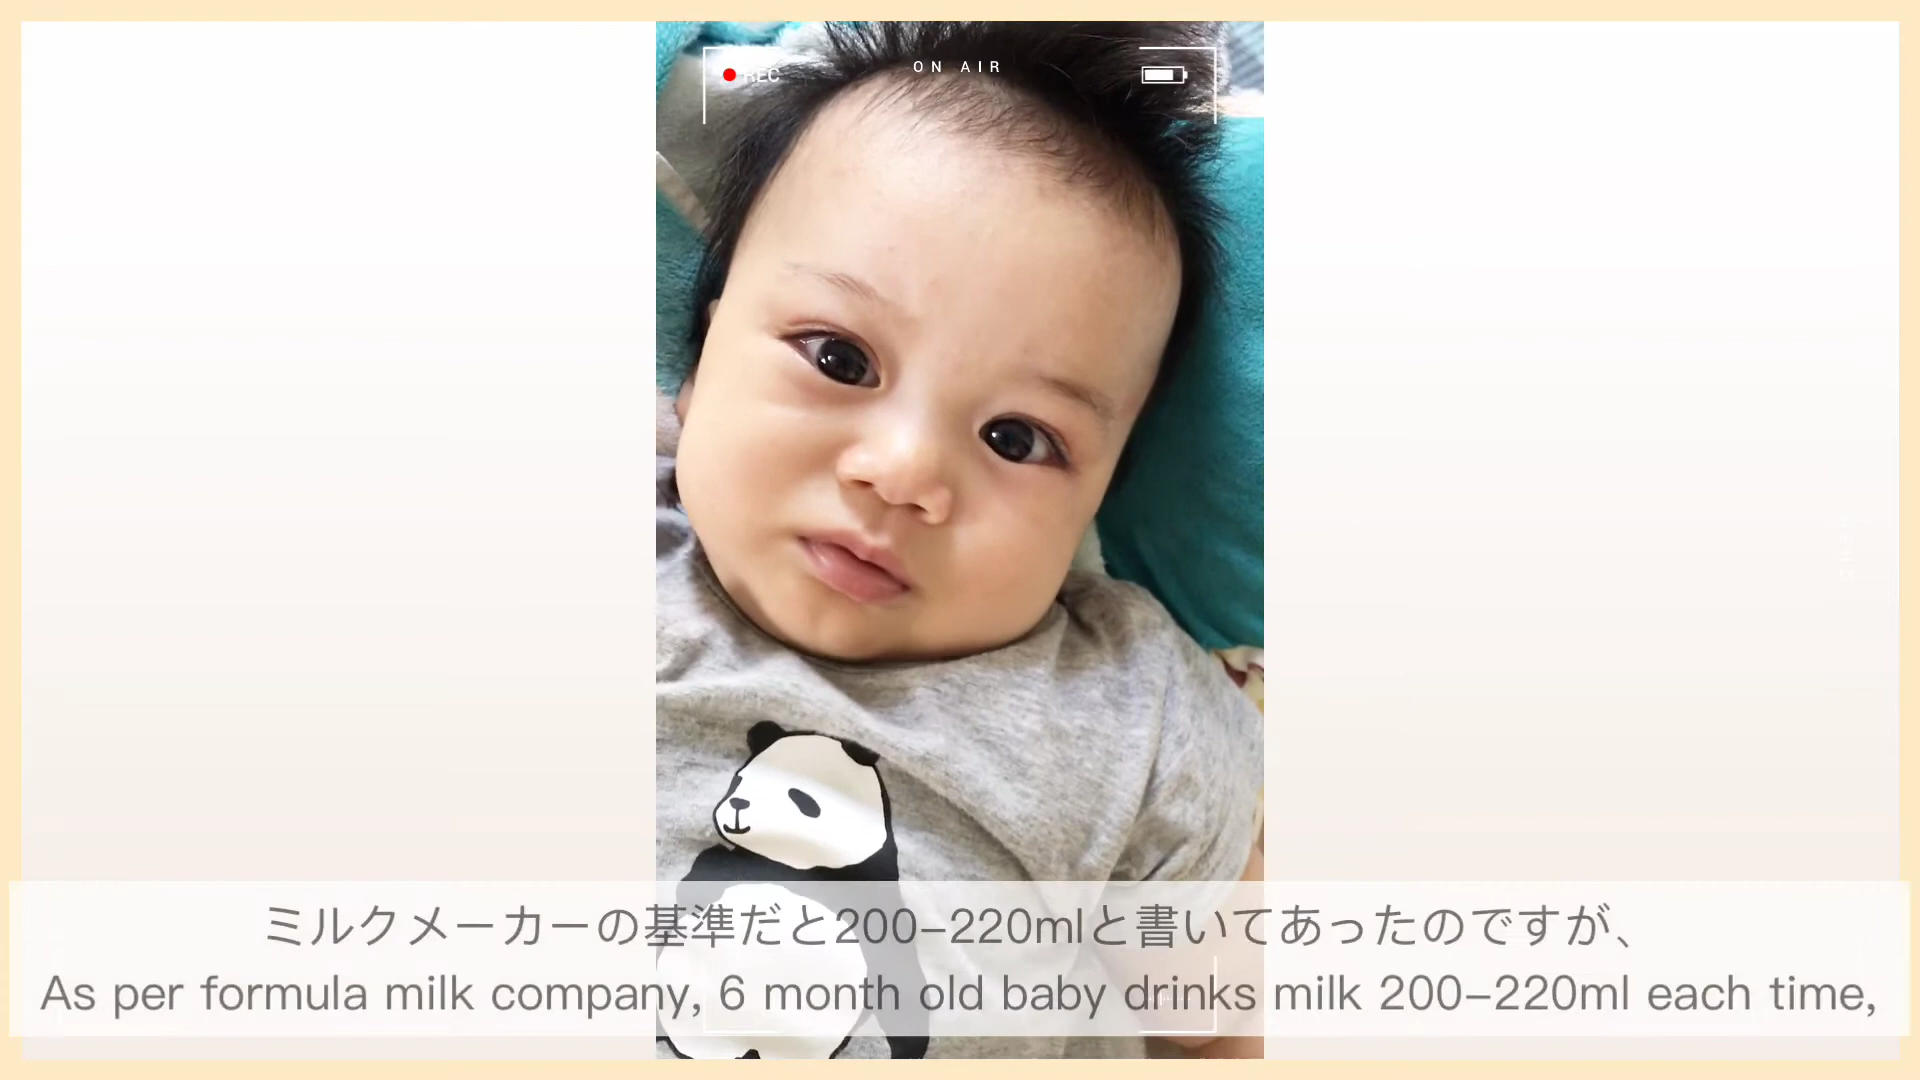 REC
ON AIR
ミルクメーカーの基準だと200-220mlと書いてあったのですが、
As per formula milk company, 6 month old baby drinks milk 200-220ml each time,